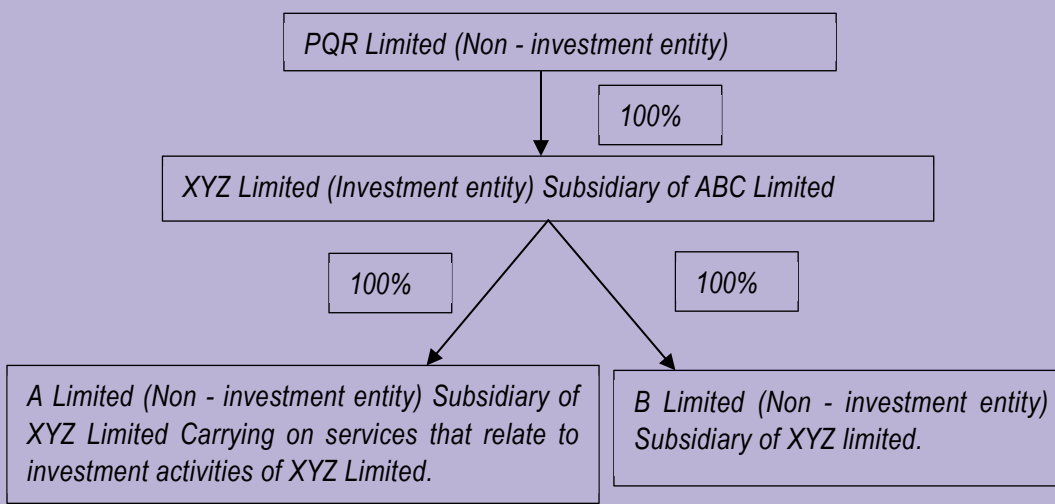 PQR Limited (Non - investment entity)
100%
XYZ Limited (Investment entity) Subsidiary of ABC Limited
100%
100%
A Limited (Non - investment entity) Subsidiary of
XYZ Limited Carrying on services that relate to
investment activities of XYZ Limited.
B Limited (Non - investment entity)
Subsidiary of XYZ limited.